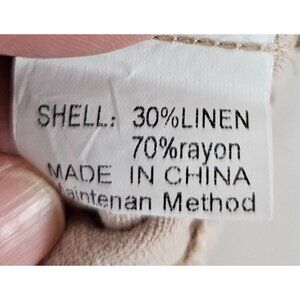 SHELL: 30%LINEN
70%rayon
MADE IN CHINA
Maintenan Method